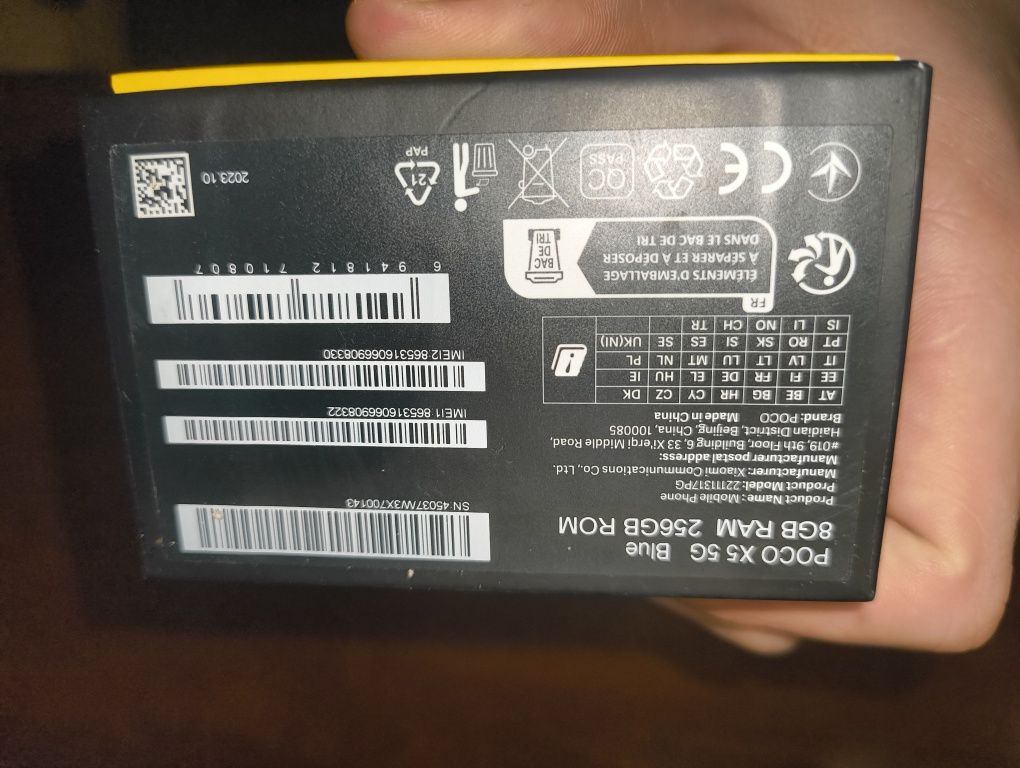 POCO X5 5G Blue
8GB RAM 256GB ROM
Product Name: Mobile Phone
Product Model: 22111317PG
Manufacturer: Xiaomi Communications Co., Ltd.
Manufacturer postal address:
#019, 9th Floor, Building 6, 33 Xi'erqi Middle Road,
Haidian District, Beijing, China, 100085
Brand: POCO Made in China
AT BE BG HR CY CZ DK
EE FI FR DE EL HU IE
IT LV LT LU MT NL PL
PT RO SK SI ES SE UK(NI)
IS LI NO CH TR
FR
ÉLÉMENTS D'EMBALLAGE
À SÉPARER ET À DÉPOSER
DANS LE BAC DE TRI
BAC
DE
TRI
CE
QC
PASS
21
PAP
SN:45037/W3X700143
IMEI1 865316066908322
IMEI2 865316066908330
6 941812 710807
2023.10